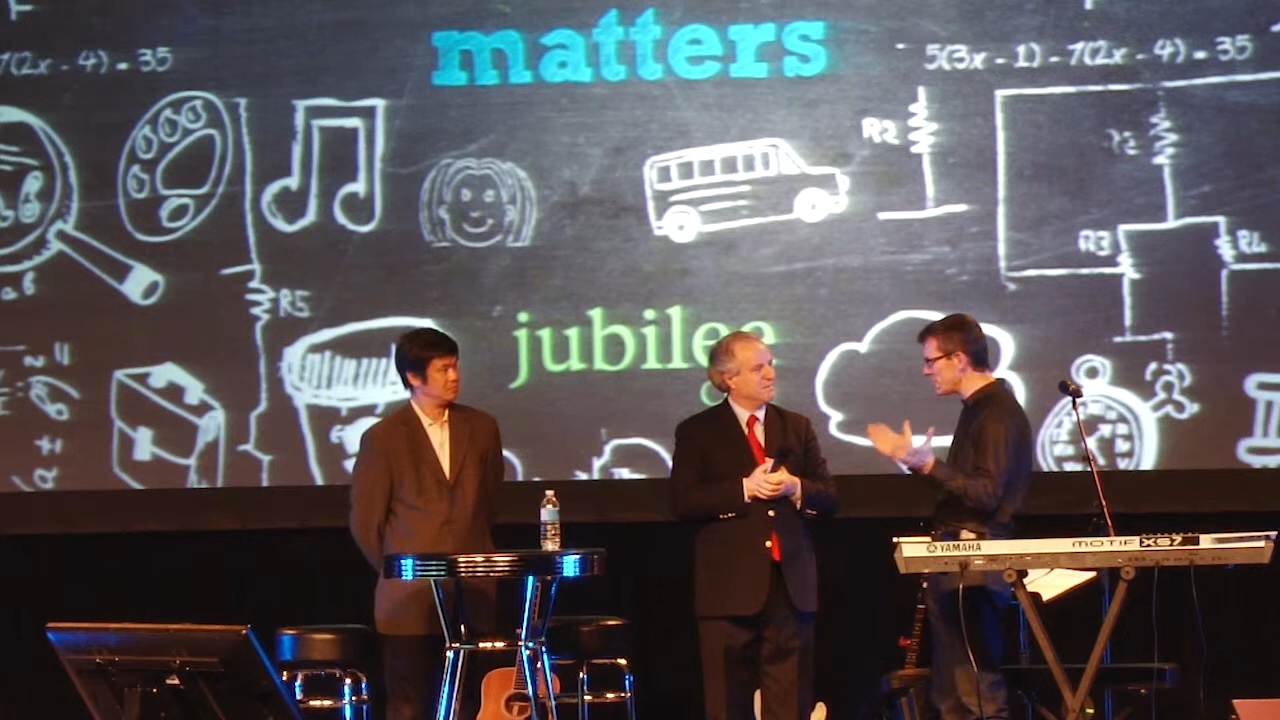 matters
7(2x - 4) = 35
5(3x - 1) - 7(2x - 4) = 35
R2
R3
R4
R5
jubilee
YAMAHA
MOTIF XS7